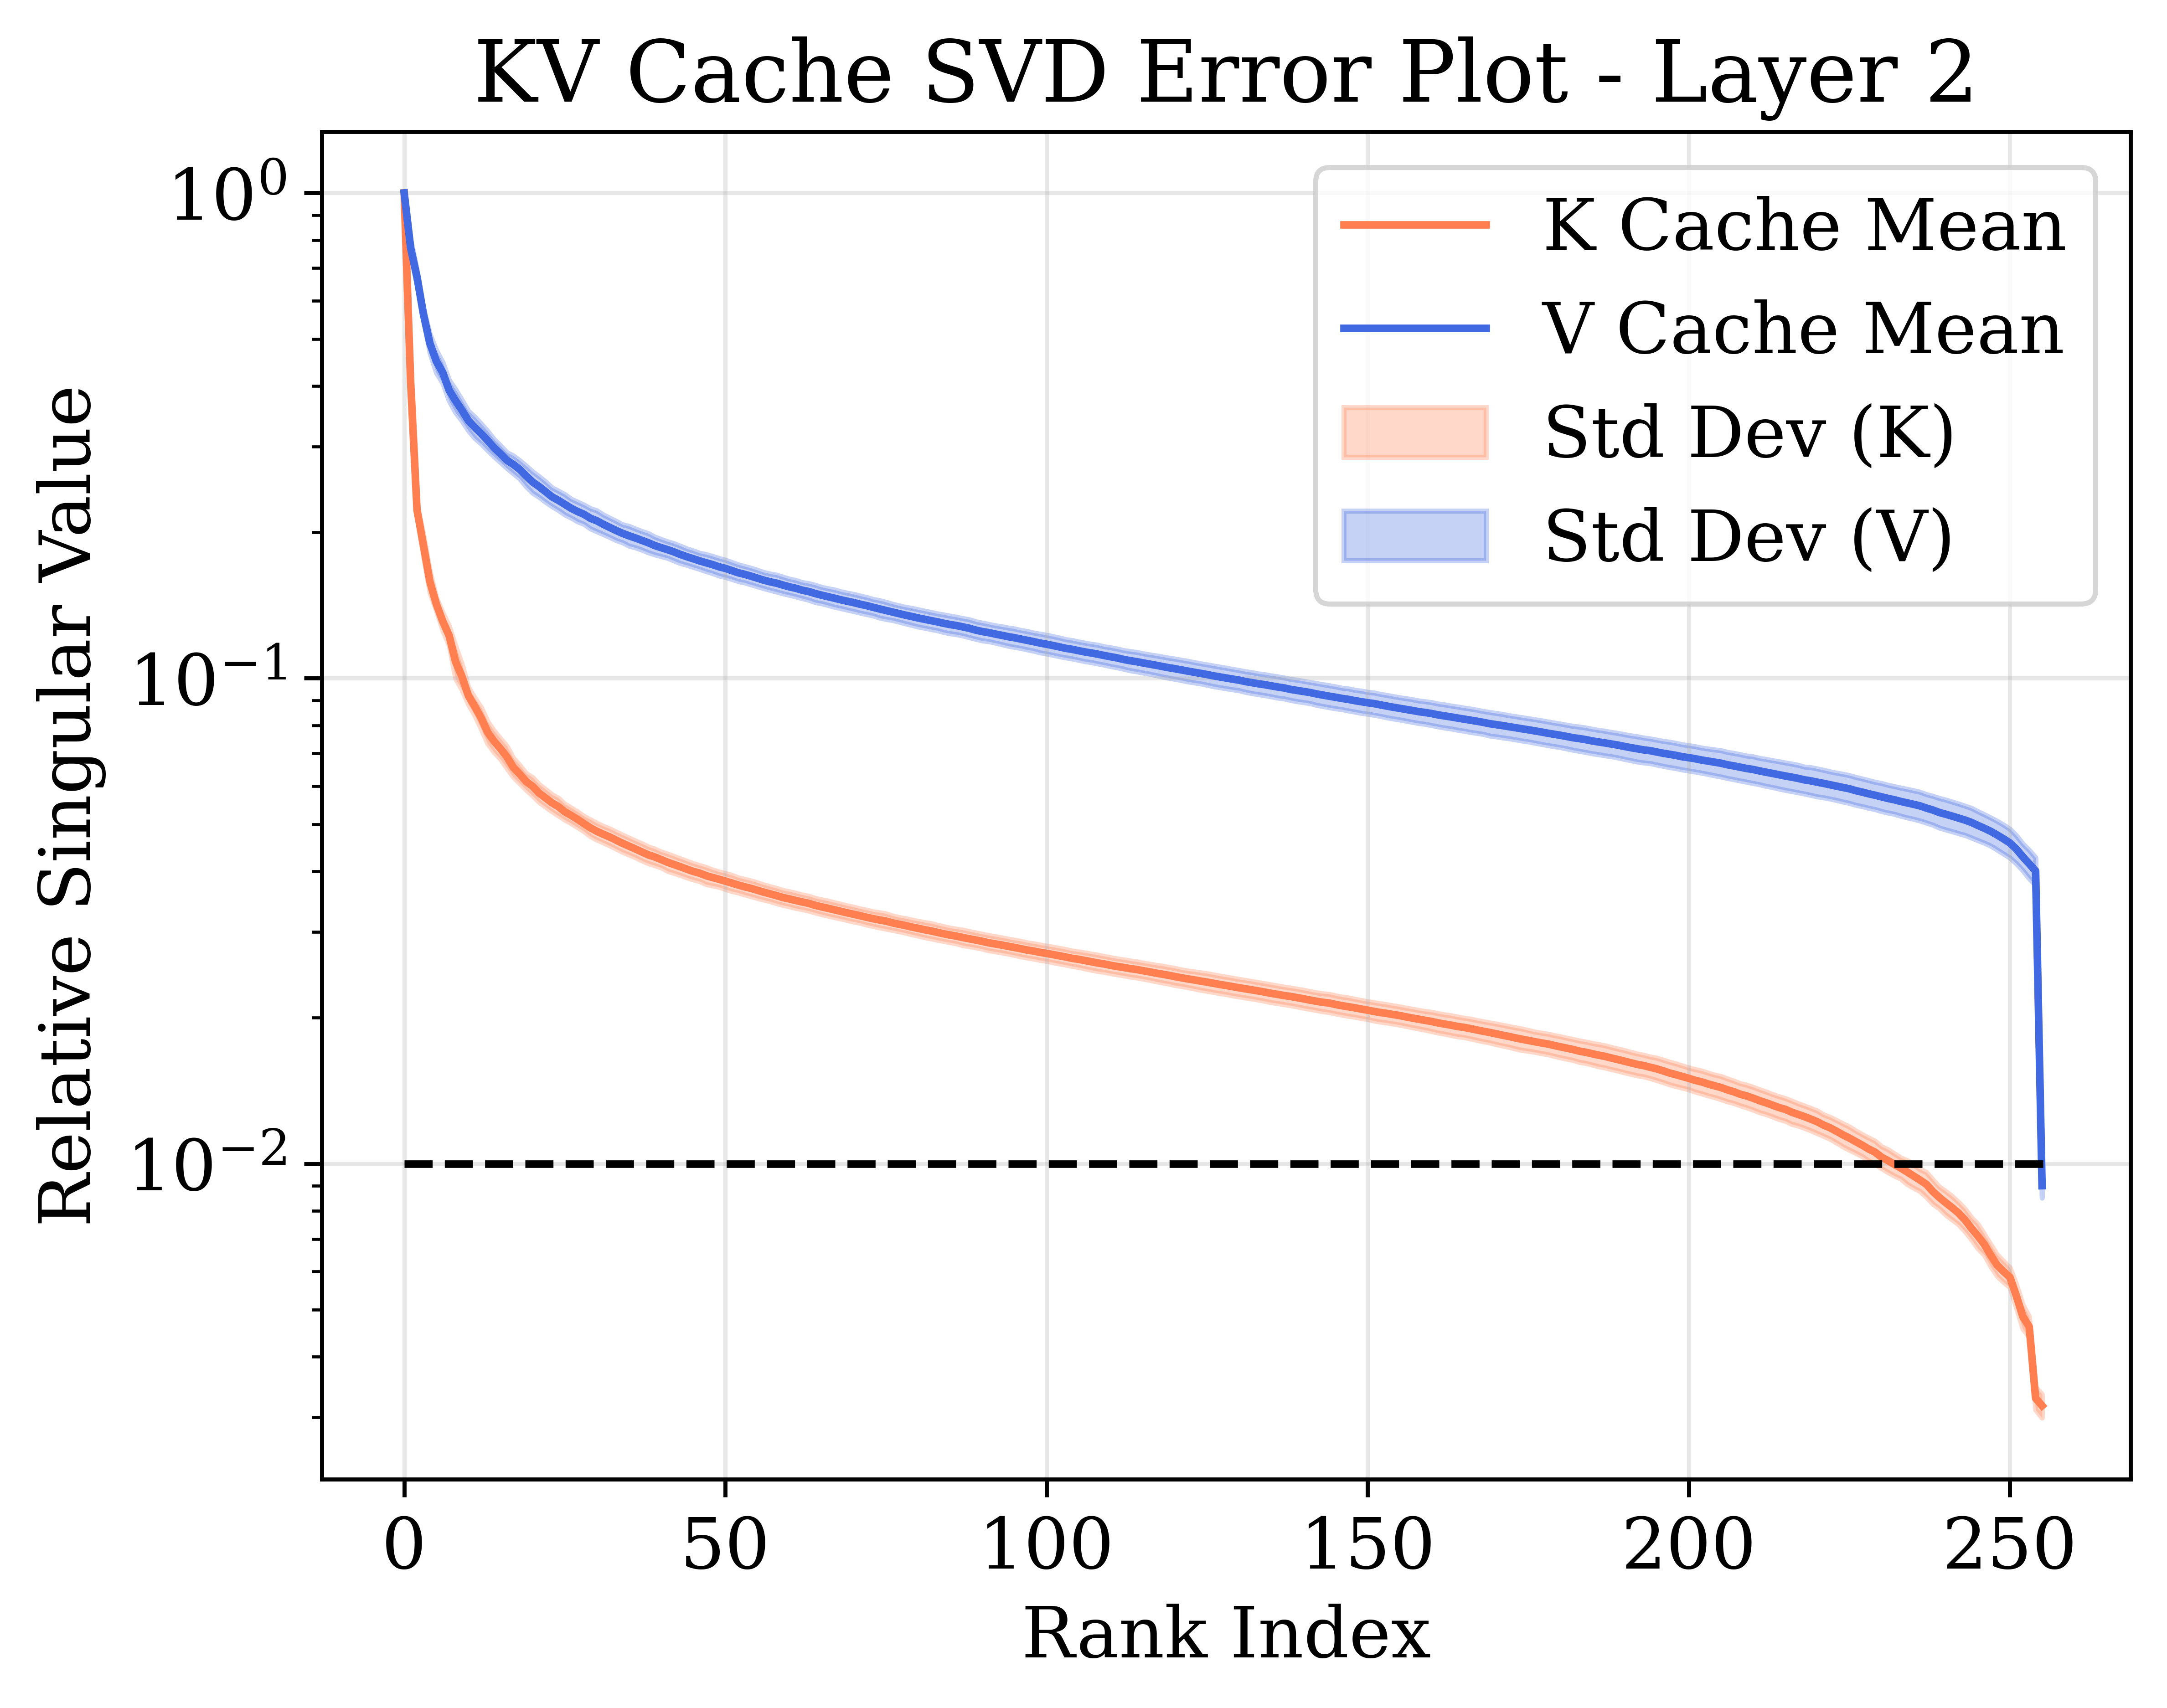 KV Cache SVD Error Plot - Layer 2
10⁰
10⁻¹
10⁻²
Relative Singular Value
K Cache Mean
V Cache Mean
Std Dev (K)
Std Dev (V)
0 50 100 150 200 250
Rank Index